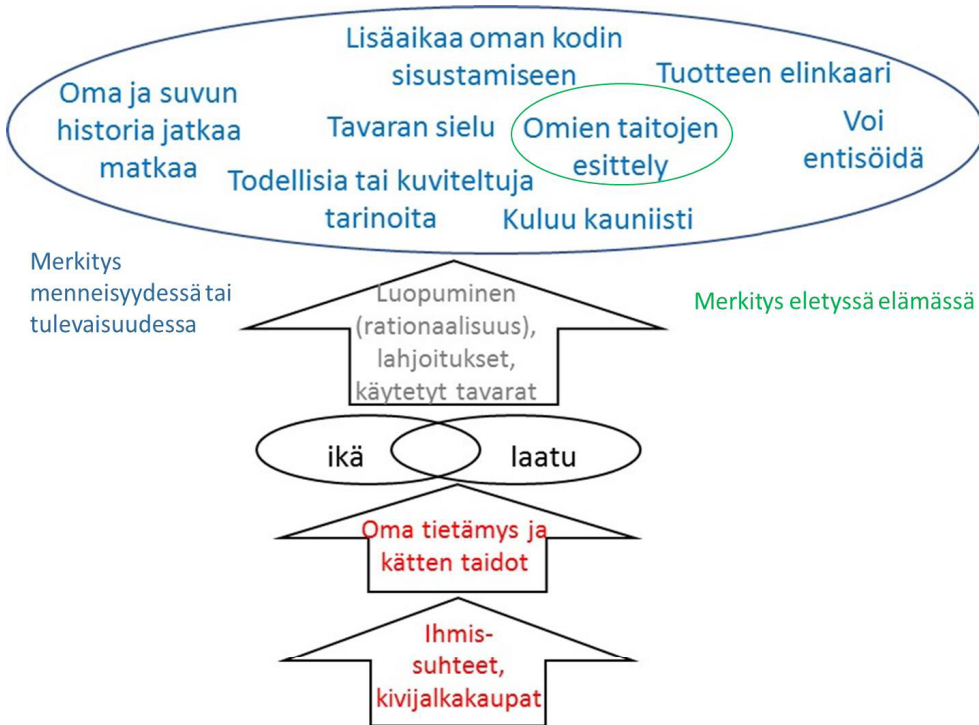 Lisäaikaa oman kodin
sisustamiseen
Tuotteen elinkaari
Oma ja suvun
historia jatkaa
matkaa
Tavaran sielu
Omien taitojen
esittely
Voi
entisöidä
Todellisia tai kuviteltuja
tarinoita
Kuluu kauniisti
Merkitys
menneisyydessä tai
tulevaisuudessa
Merkitys eletyssä elämässä
Luopuminen
(rationaalisuus),
lahjoitukset,
käytetyt tavarat
ikä
laatu
Oma tietämys ja
kätten taidot
Ihmis-
suhteet,
kivijalkakaupat